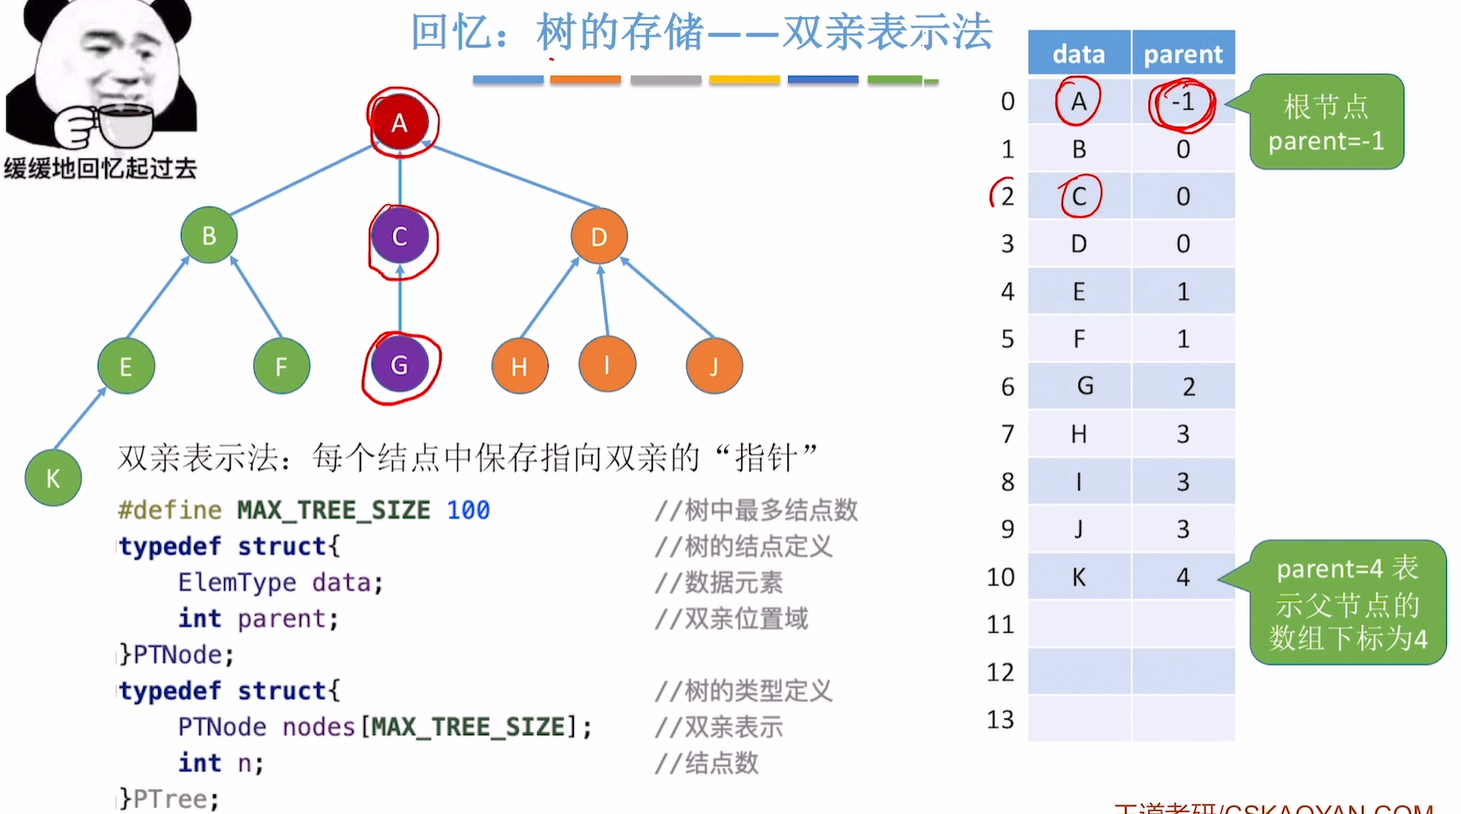 回忆：树的存储——双亲表示法
缓缓地回忆起过去
A
B
C
D
E
F
G
H
I
J
K
双亲表示法：每个结点中保存指向双亲的“指针”
#define MAX_TREE_SIZE 100 //树中最多结点数
typedef struct{ //树的结点定义
ElemType data; //数据元素
int parent; //双亲位置域
}PTNode;
typedef struct{ //树的类型定义
PTNode nodes[MAX_TREE_SIZE]; //双亲表示
int n; //结点数
}PTree;
data parent
0 A -1
1 B 0
2 C 0
3 D 0
4 E 1
5 F 1
6 G 2
7 H 3
8 I 3
9 J 3
10 K 4
11
12
13
根节点
parent=-1
parent=4 表
示父节点的
数组下标为4
王道考研/CSKAOYAN.COM